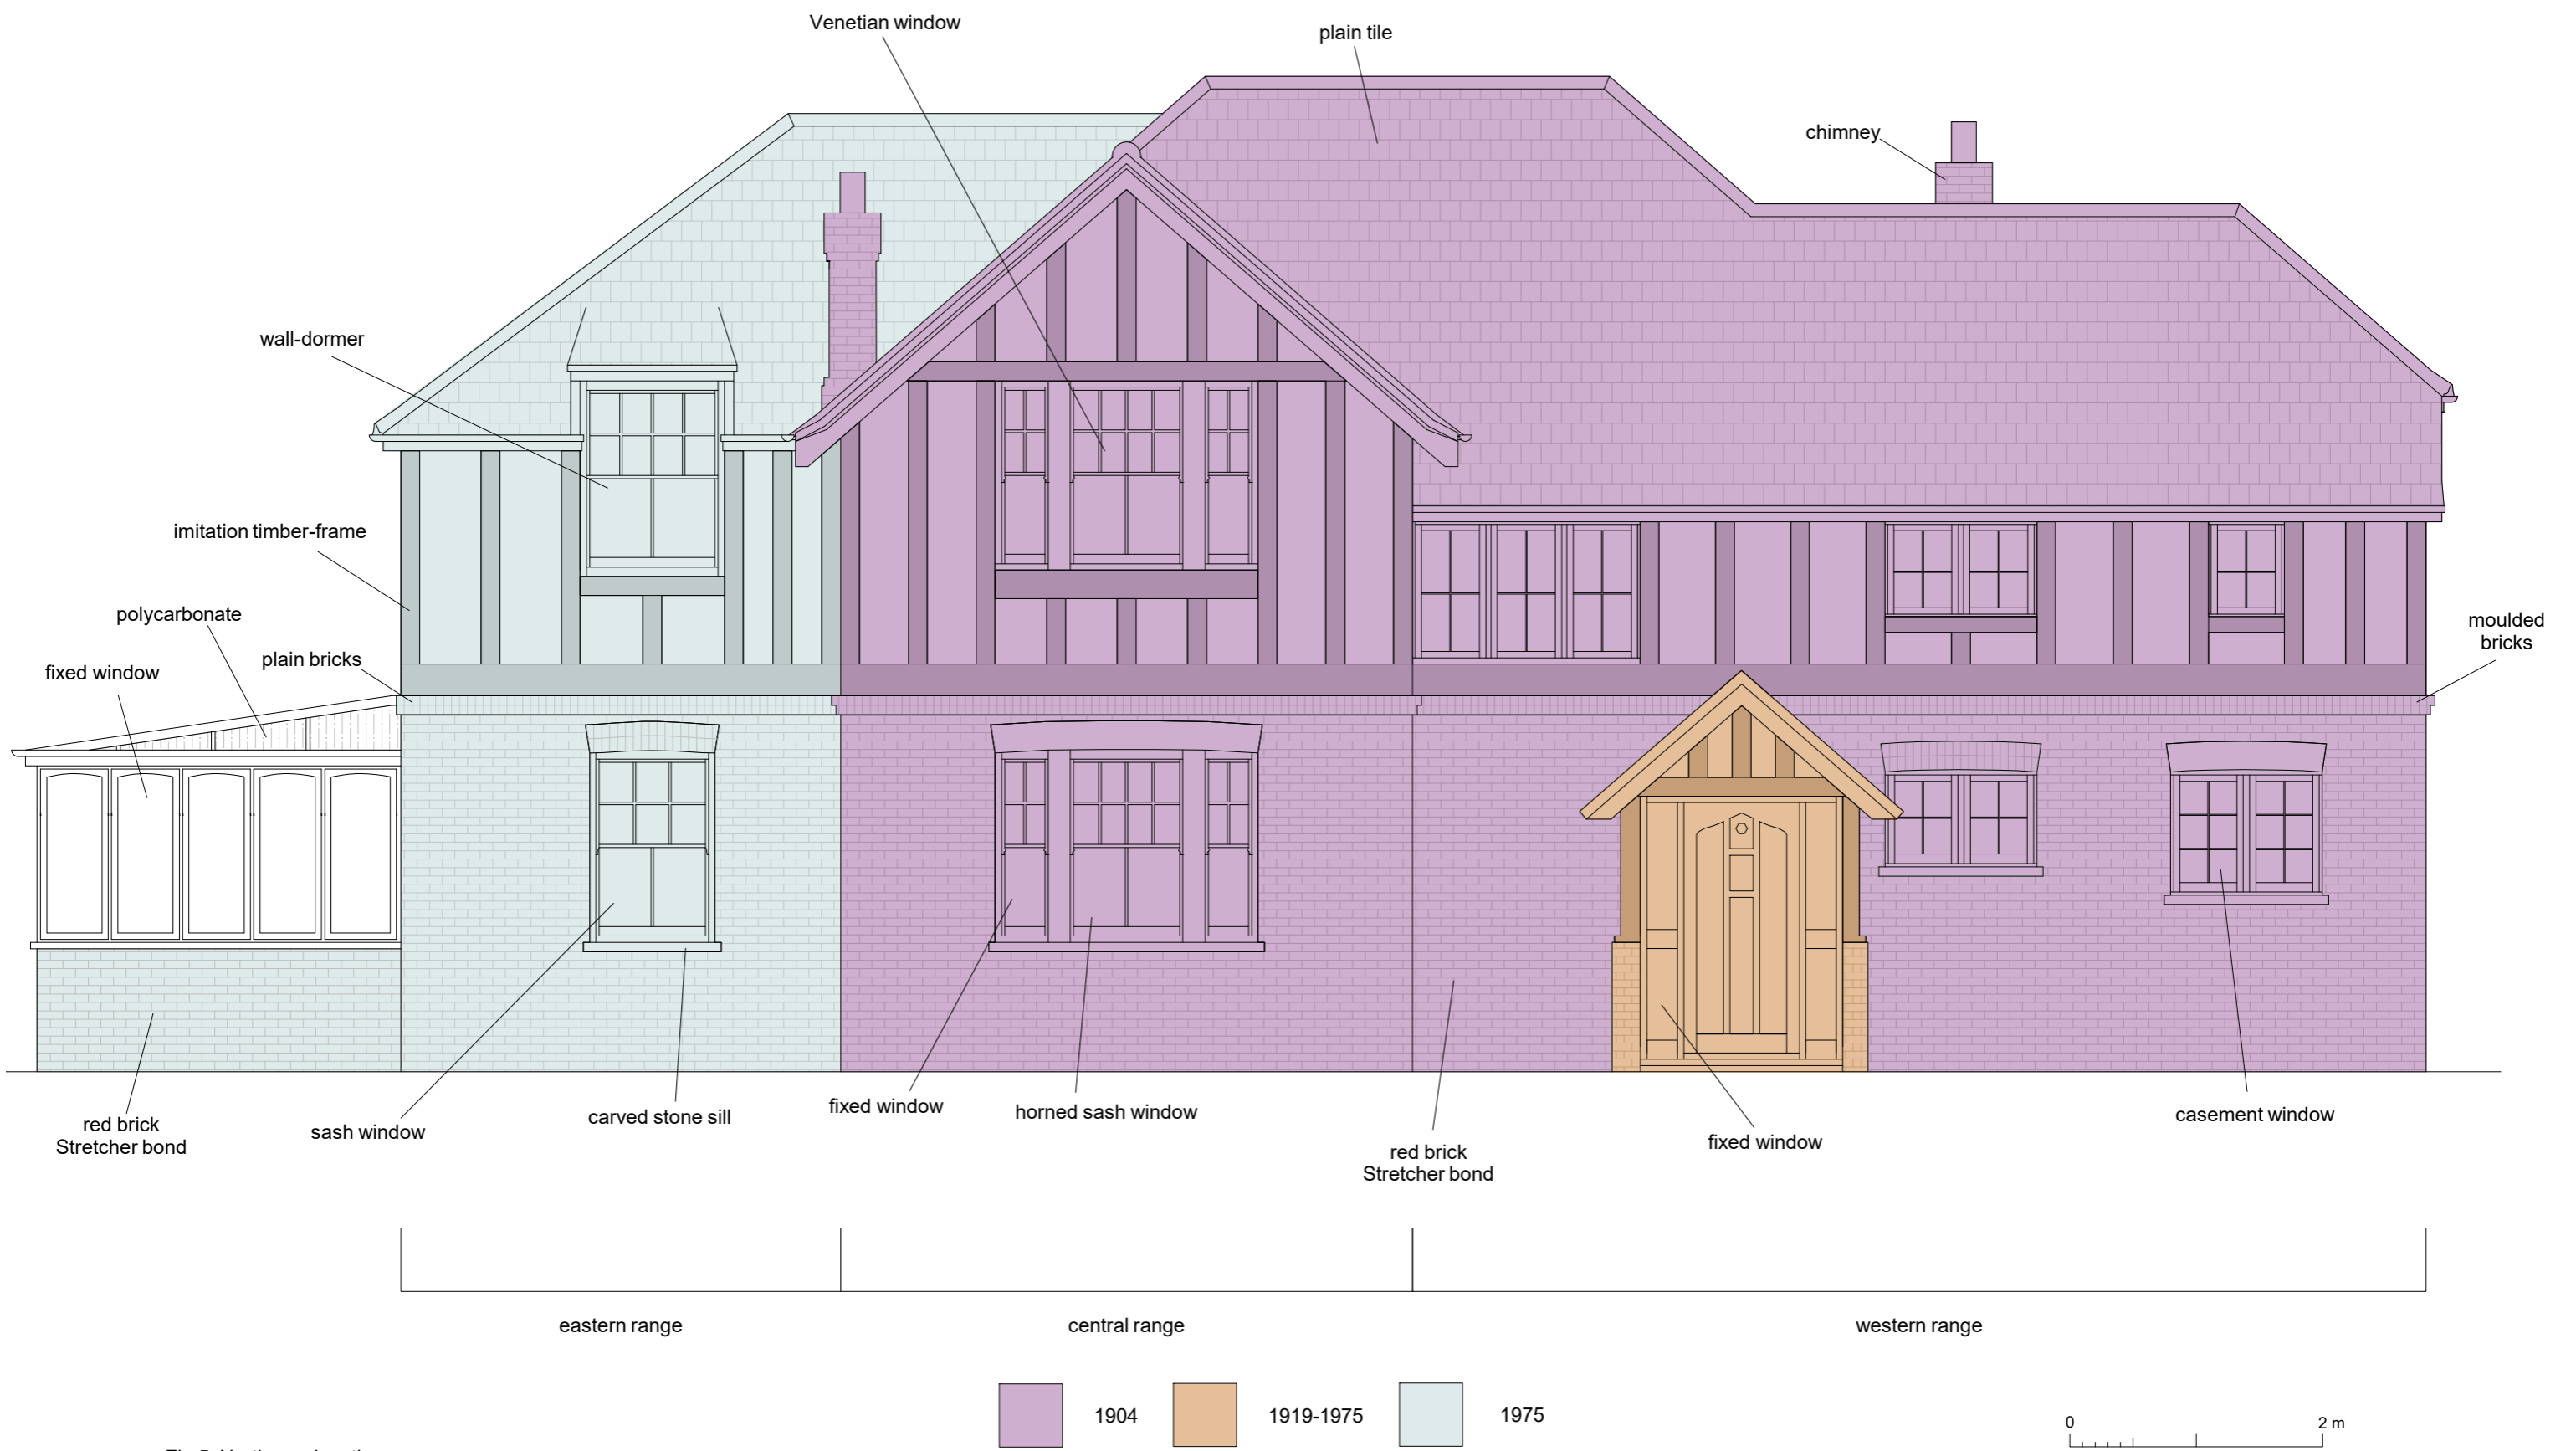 Venetian window
plain tile
chimney
wall-dormer
imitation timber-frame
polycarbonate
moulded
bricks
plain bricks
fixed window
red brick
Stretcher bond
sash window
carved stone sill
fixed window
horned sash window
red brick
Stretcher bond
fixed window
casement window
eastern range
central range
western range
1904
1919-1975
1975
0
2 m